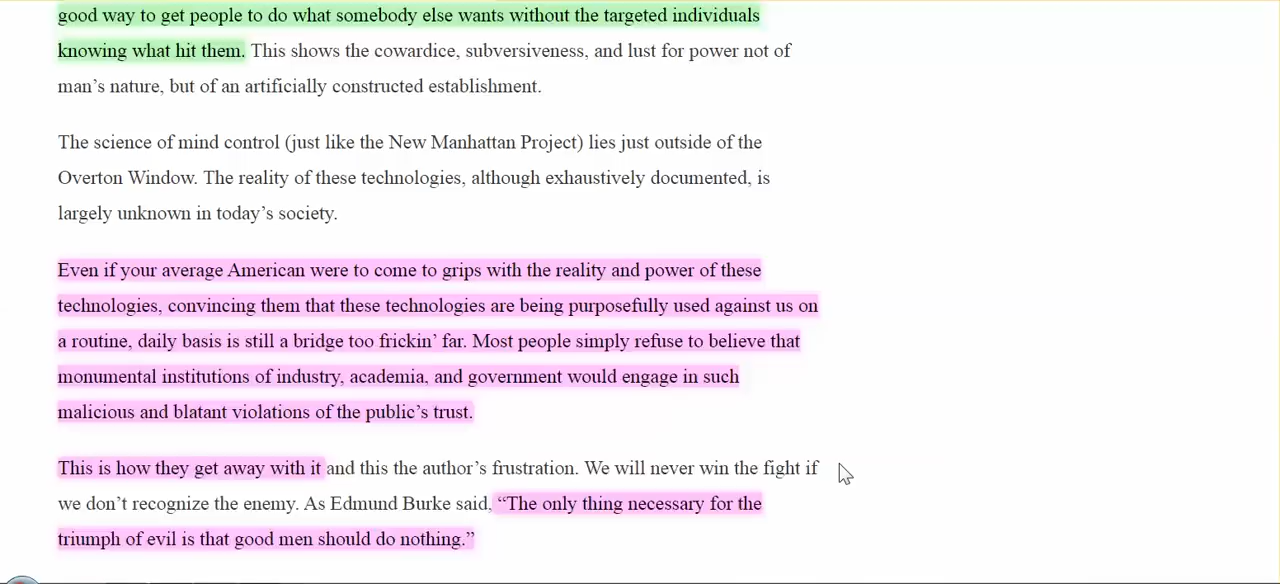 good way to get people to do what somebody else wants without the targeted individuals
knowing what hit them. This shows the cowardice, subversiveness, and lust for power not of
man’s nature, but of an artificially constructed establishment.
The science of mind control (just like the New Manhattan Project) lies just outside of the
Overton Window. The reality of these technologies, although exhaustively documented, is
largely unknown in today’s society.
Even if your average American were to come to grips with the reality and power of these
technologies, convincing them that these technologies are being purposefully used against us on
a routine, daily basis is still a bridge too frickin’ far. Most people simply refuse to believe that
monumental institutions of industry, academia, and government would engage in such
malicious and blatant violations of the public’s trust.
This is how they get away with it and this the author’s frustration. We will never win the fight if
we don’t recognize the enemy. As Edmund Burke said, “The only thing necessary for the
triumph of evil is that good men should do nothing.”